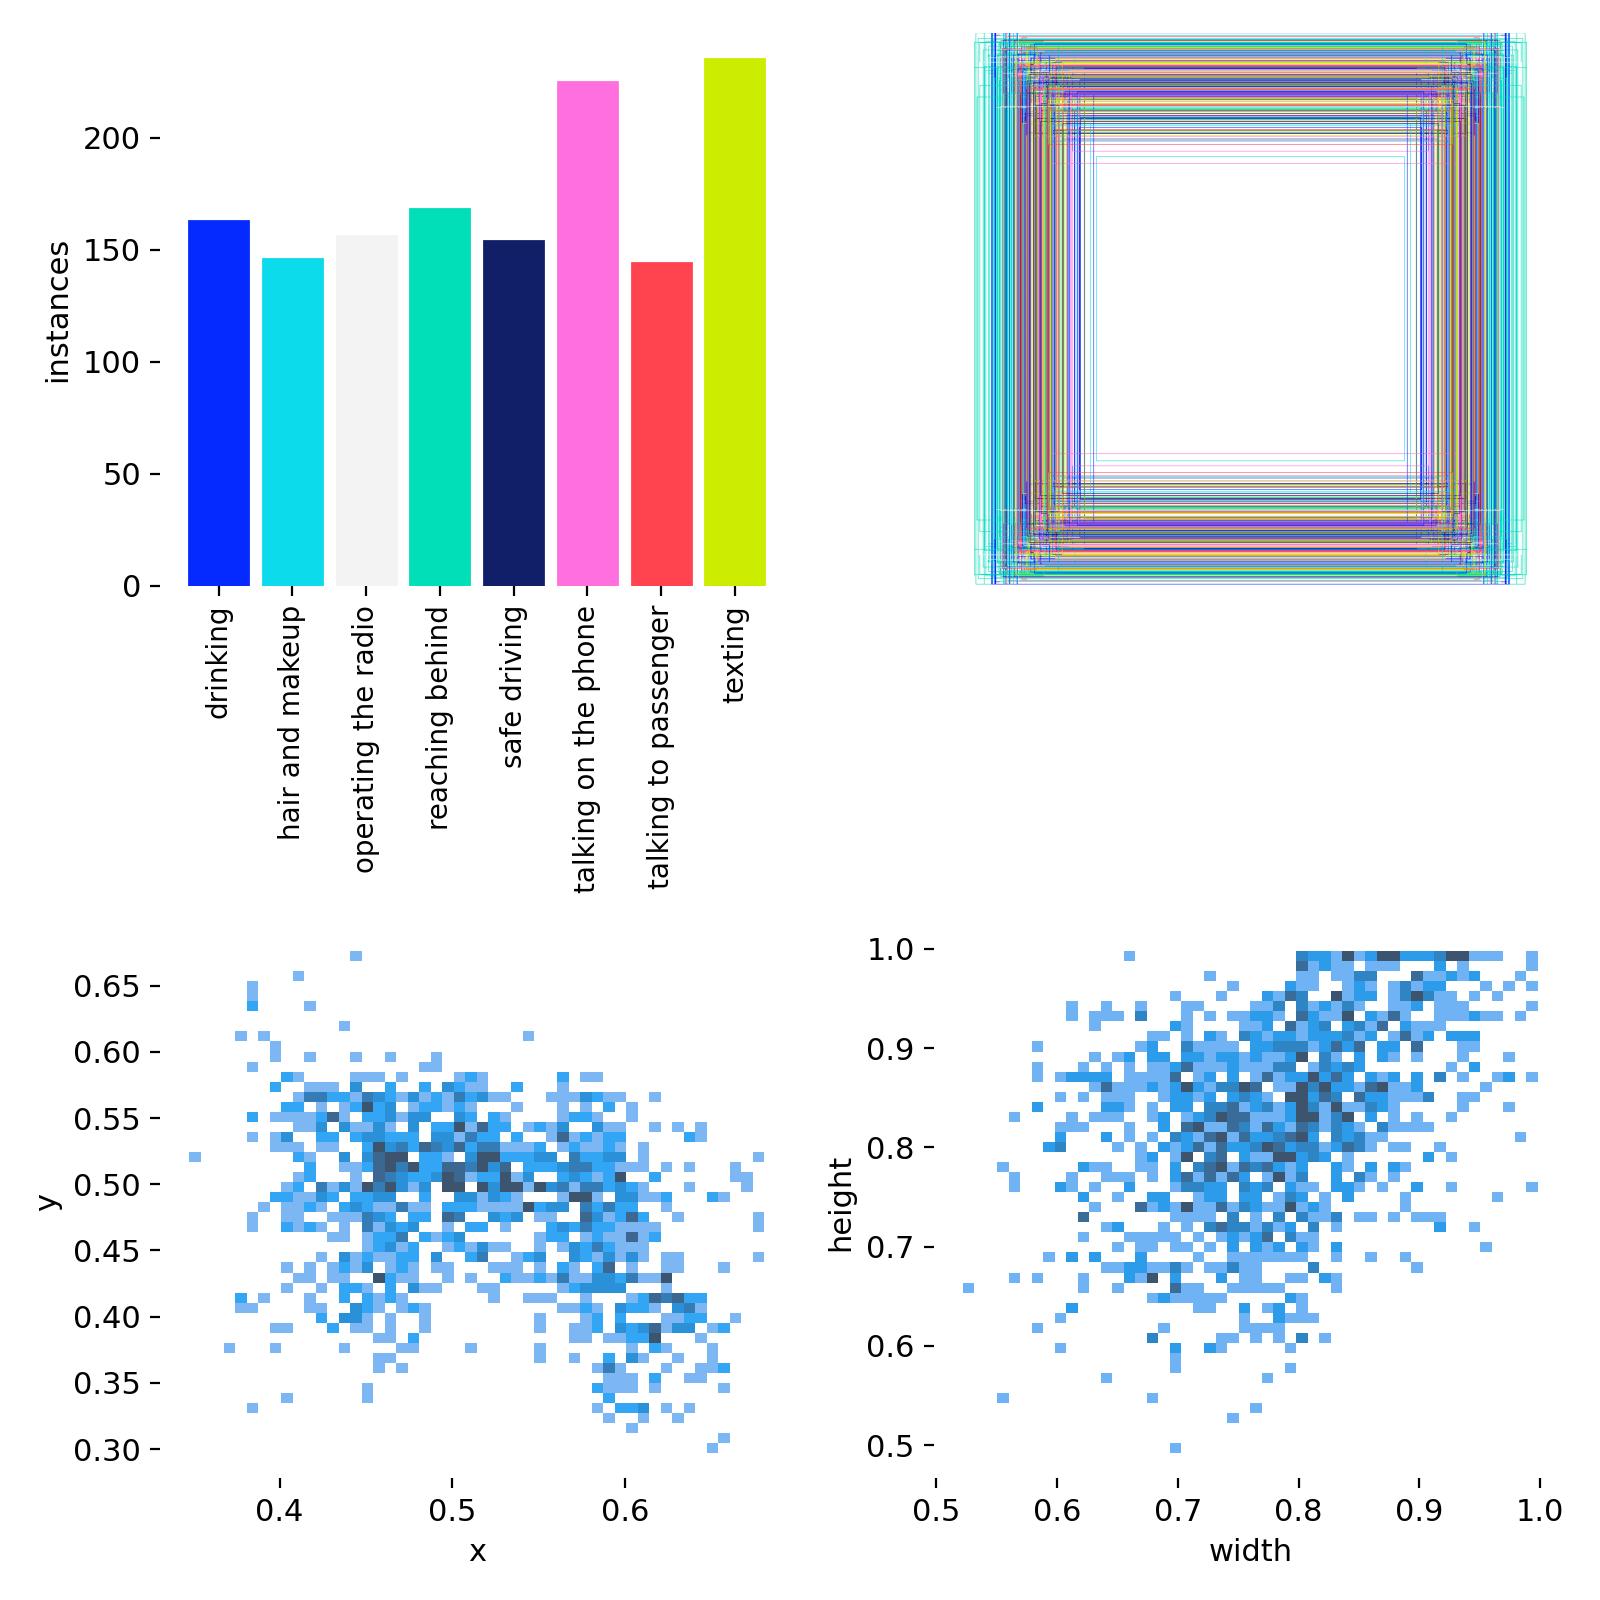 instances
200
150
100
50
0
drinking
hair and makeup
operating the radio
reaching behind
safe driving
talking on the phone
talking to passenger
texting
y
0.65
0.60
0.55
0.50
0.45
0.40
0.35
0.30
0.4 0.5 0.6
x
height
1.0
0.9
0.8
0.7
0.6
0.5
0.5 0.6 0.7 0.8 0.9 1.0
width